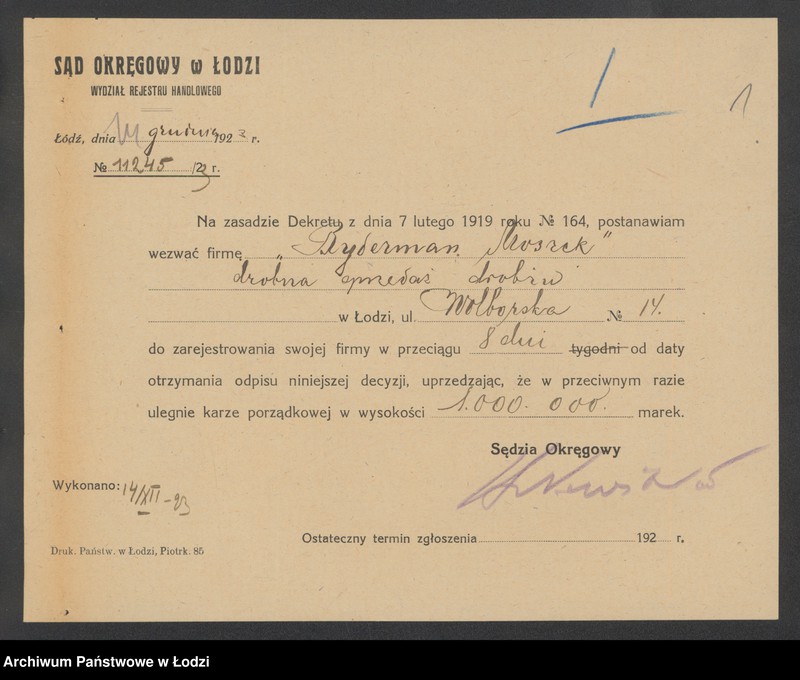 SĄD OKRĘGOWY w ŁODZI
WYDZIAŁ REJESTRU HANDLOWEGO
1
1
Łódź, dnia grudnia 1923 r.
№ 11245 /23 r.
Na zasadzie Dekretu z dnia 7 lutego 1919 roku № 164, postanawiam
wezwać firmę „Ryderman Moszek”
drobna sprzedaż drobiu
w Łodzi, ul. Wolborska № 14.
do zarejestrowania swojej firmy w przeciągu 8 dni tygodni od daty
otrzymania odpisu niniejszej decyzji, uprzedzając, że w przeciwnym razie
ulegnie karze porządkowej w wysokości 1.000.000. marek.
Sędzia Okręgowy
Wykonano: 14/XII-23
Ostateczny termin zgłoszenia 192 r.
Druk. Państw. w Łodzi, Piotrk. 85
Archiwum Państwowe w Łodzi